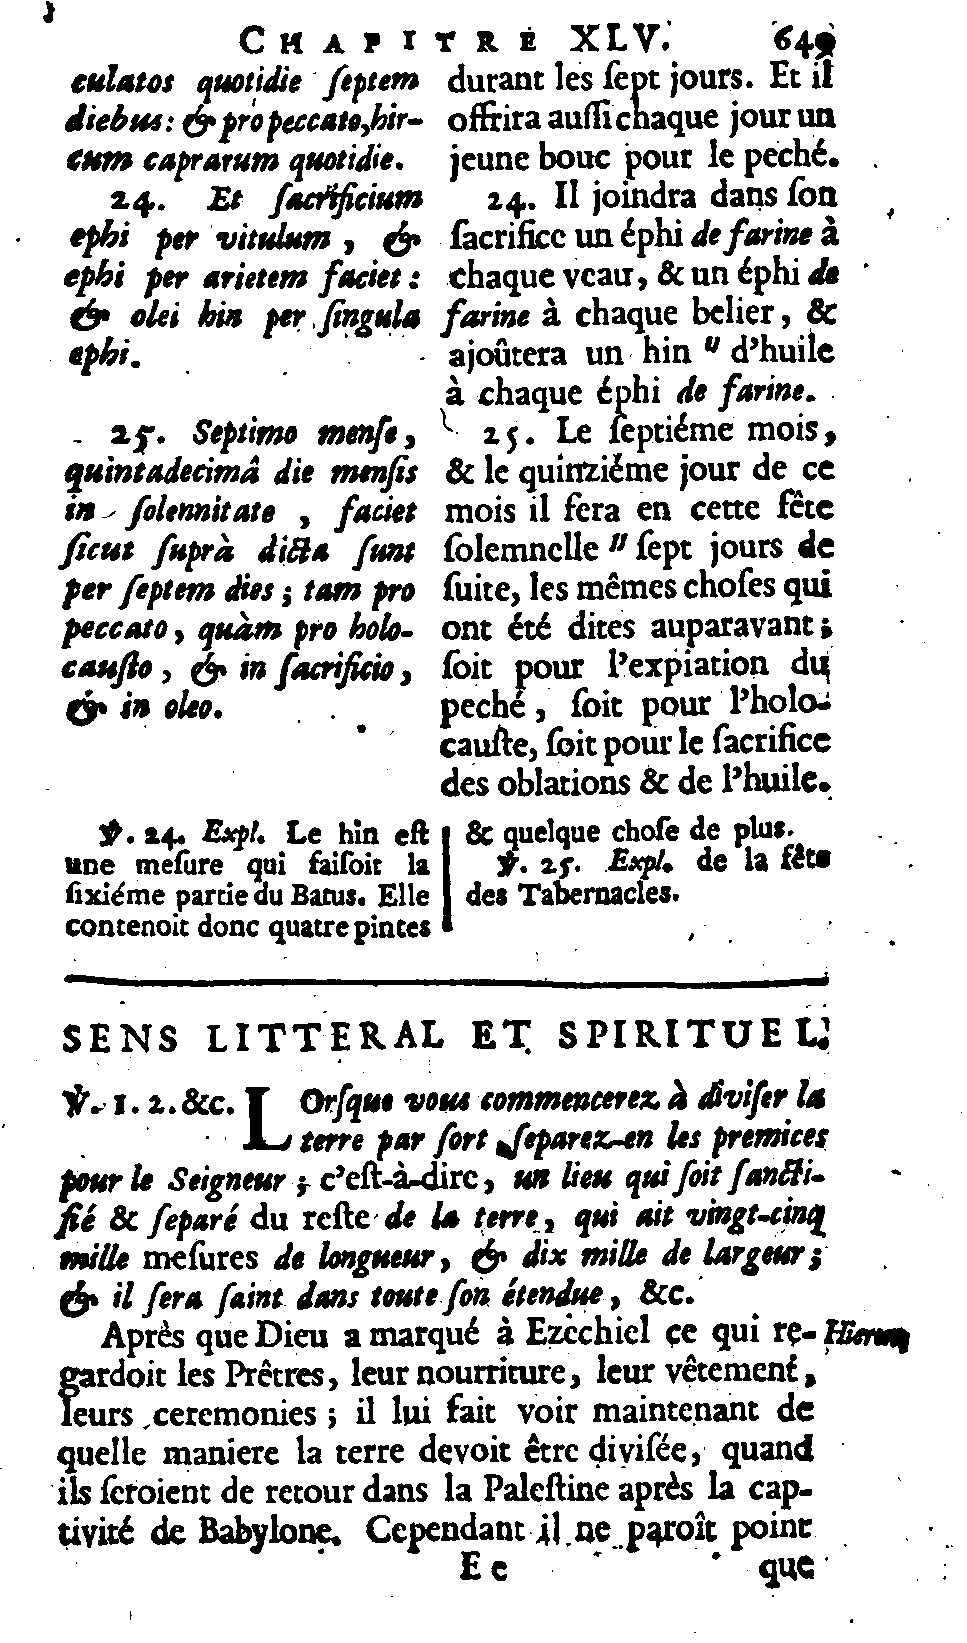 CHAPITRE XLV. 649
culatos quotidie ſeptem
diebus: & pro peccato, hir-
cum caprarum quotidie.
24. Et ſacrificium
ephi per vitulum, &
ephi per arietem faciet:
& olei hin per ſingula
ephi.
25. Septimo menſe,
quintadecimâ die menſis
in ſolennitate, faciet
ſicut ſuprà dicta ſunt
per ſeptem dies; tam pro
peccato, quàm pro holo-
cauſto, & in ſacrificio,
& in oleo.
durant les ſept jours. Et il
offrira auſſi chaque jour un
jeune bouc pour le peché.
24. Il joindra dans ſon
ſacrifice un éphi de farine à
chaque veau, & un éphi de
farine à chaque belier, &
ajoûtera un hin " d'huile
à chaque éphi de farine.
25. Le ſeptiéme mois,
& le quinziéme jour de ce
mois il fera en cette fête
ſolemnelle " ſept jours de
ſuite, les mêmes choſes qui
ont été dites auparavant;
ſoit pour l'expiation du
peché, ſoit pour l'holo-
cauſte, ſoit pour le ſacrifice
des oblations & de l'huile.
℣. 24. Expl. Le hin eſt
une meſure qui faiſoit la
ſixiéme partie du Batus. Elle
contenoit donc quatre pintes
& quelque choſe de plus.
℣. 25. Expl. de la fête
des Tabernacles.
SENS LITTERAL ET SPIRITUEL.
℣. 1. 2. &c. LOrſque vous commencerez à diviſer la
terre par ſort ſeparez-en les premices
pour le Seigneur; c'eſt-à-dire, un lieu qui ſoit ſancti-
fié & ſeparé du reſte de la terre, qui ait vingt-cinq
mille meſures de longueur, & dix mille de largeur;
& il ſera ſaint dans toute ſon étendue, &c.
Après que Dieu a marqué à Ezechiel ce qui re-
gardoit les Prêtres, leur nourriture, leur vêtement,
leurs ceremonies; il lui fait voir maintenant de
quelle maniere la terre devoit être diviſée, quand
ils ſeroient de retour dans la Paleſtine après la cap-
tivité de Babylone. Cependant il ne paroît point
E e que